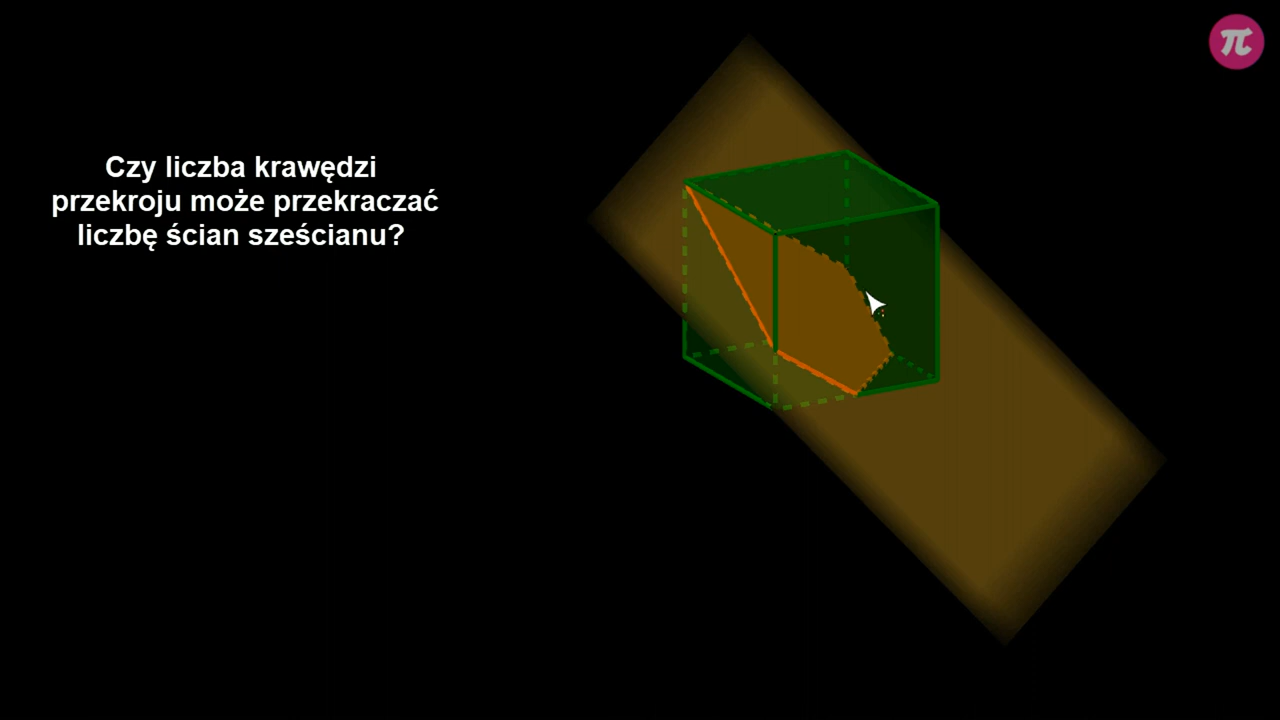 Czy liczba krawędzi
przekroju może przekraczać
liczbę ścian sześcianu?
π